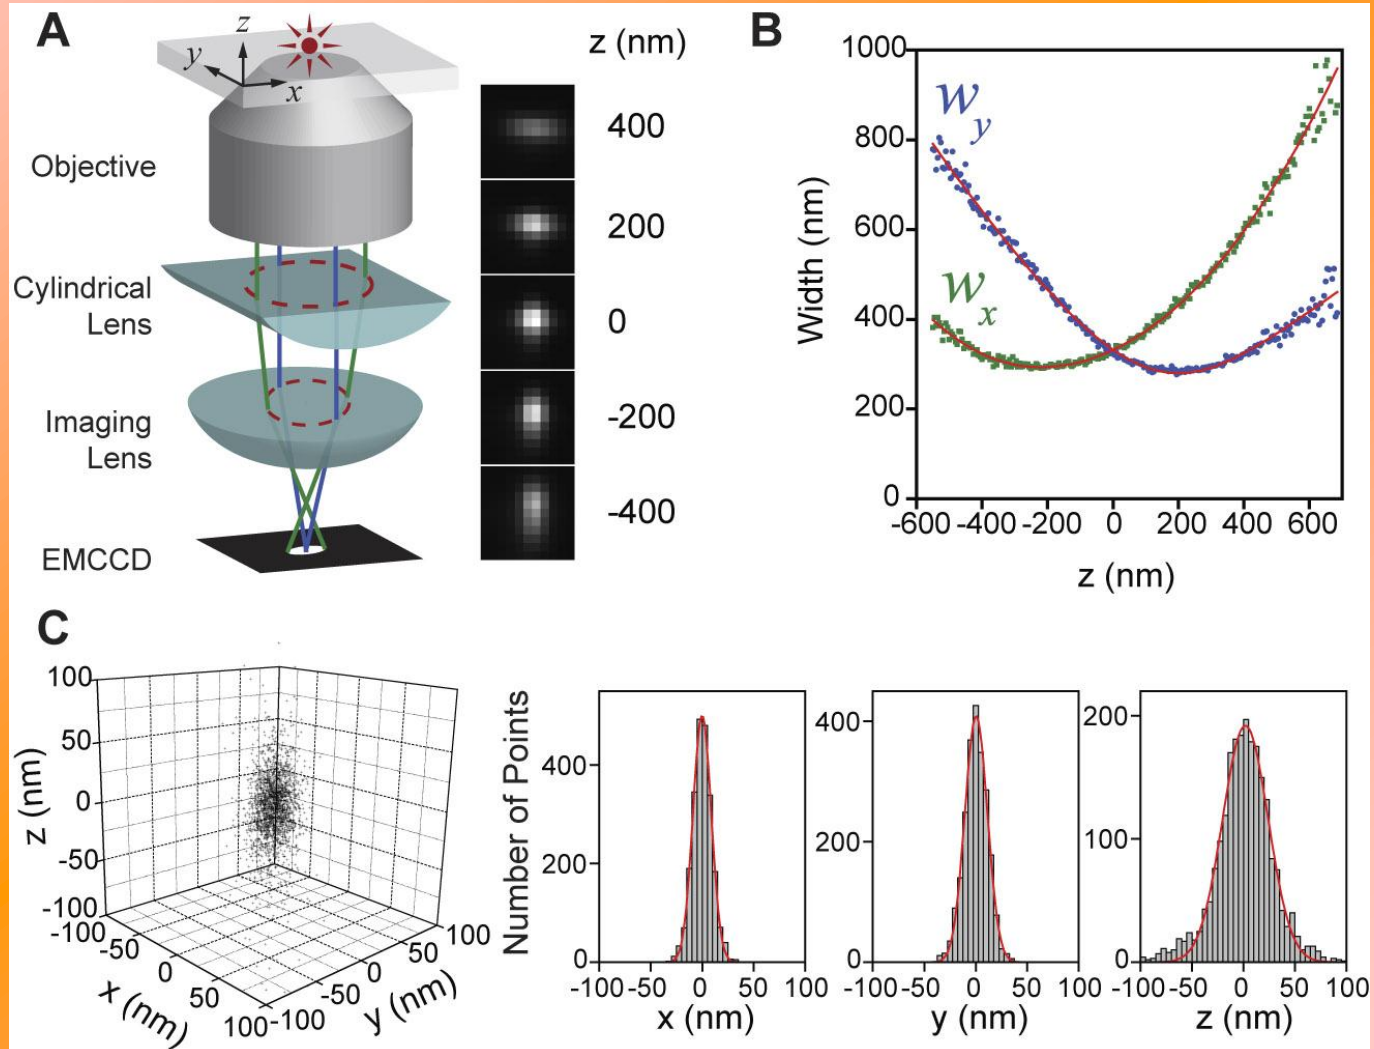 A
z
y
x
Objective
Cylindrical
Lens
Imaging
Lens
EMCCD
z (nm)
400
200
0
-200
-400
B
1000
800
600
400
200
0
Width (nm)
wy
wx
-600 -400 -200 0 200 400 600
z (nm)
C
100
50
0
-50
-100
z (nm)
-100
-50
0
50
100
x (nm)
-100
-50
0
50
100
y (nm)
Number of Points
400
200
0
-100 -50 0 50 100
x (nm)
400
200
0
-100 -50 0 50 100
y (nm)
200
100
0
-100 -50 0 50 100
z (nm)